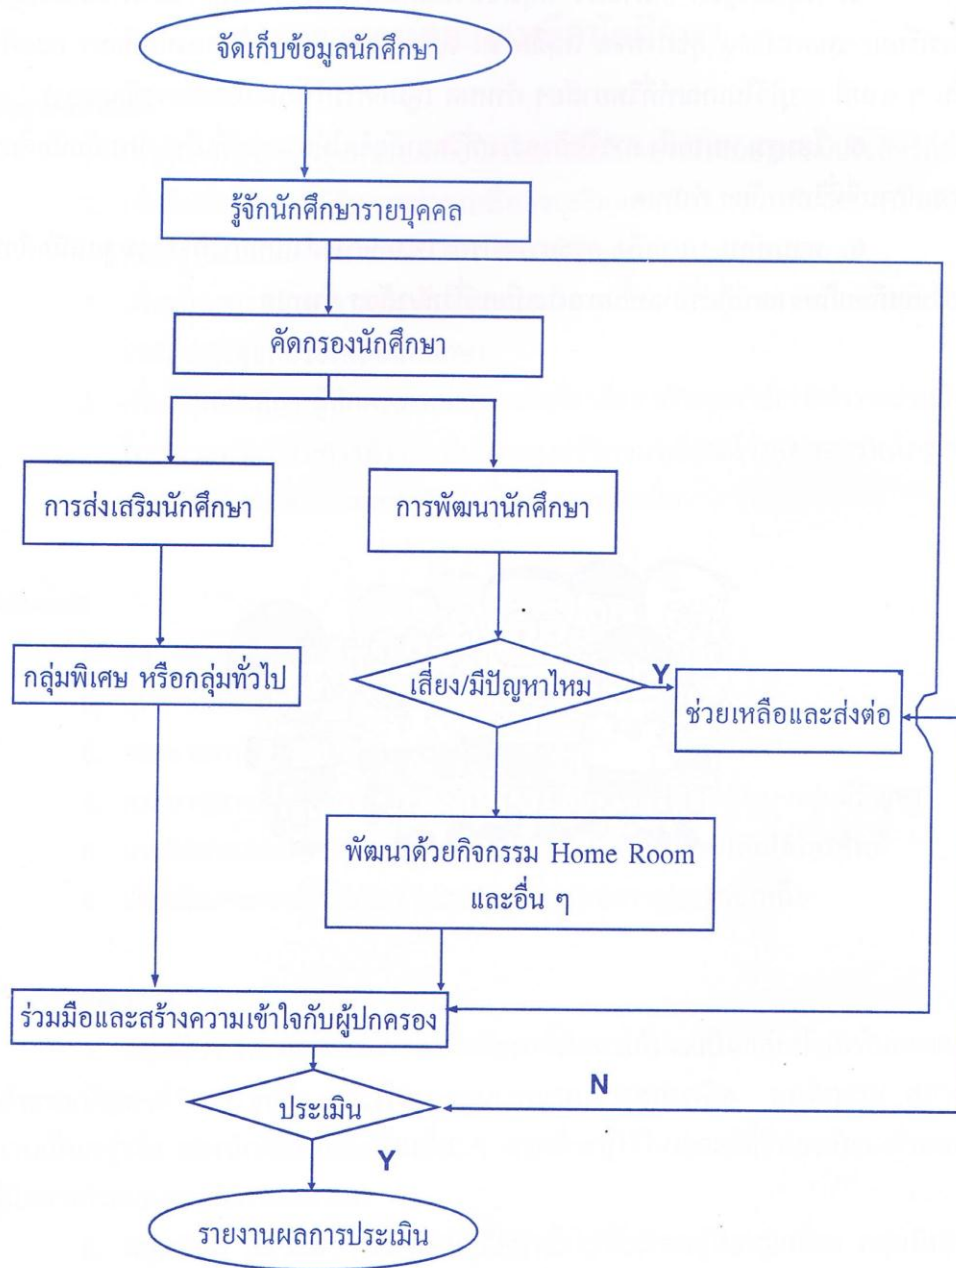 จัดเก็บข้อมูลนักศึกษา
รู้จักนักศึกษารายบุคคล
คัดกรองนักศึกษา
การส่งเสริมนักศึกษา
การพัฒนานักศึกษา
กลุ่มพิเศษ หรือกลุ่มทั่วไป
เสี่ยง/มีปัญหาไหม
Y
ช่วยเหลือและส่งต่อ
พัฒนาด้วยกิจกรรม Home Room
และอื่น ๆ
ร่วมมือและสร้างความเข้าใจกับผู้ปกครอง
N
ประเมิน
Y
รายงานผลการประเมิน